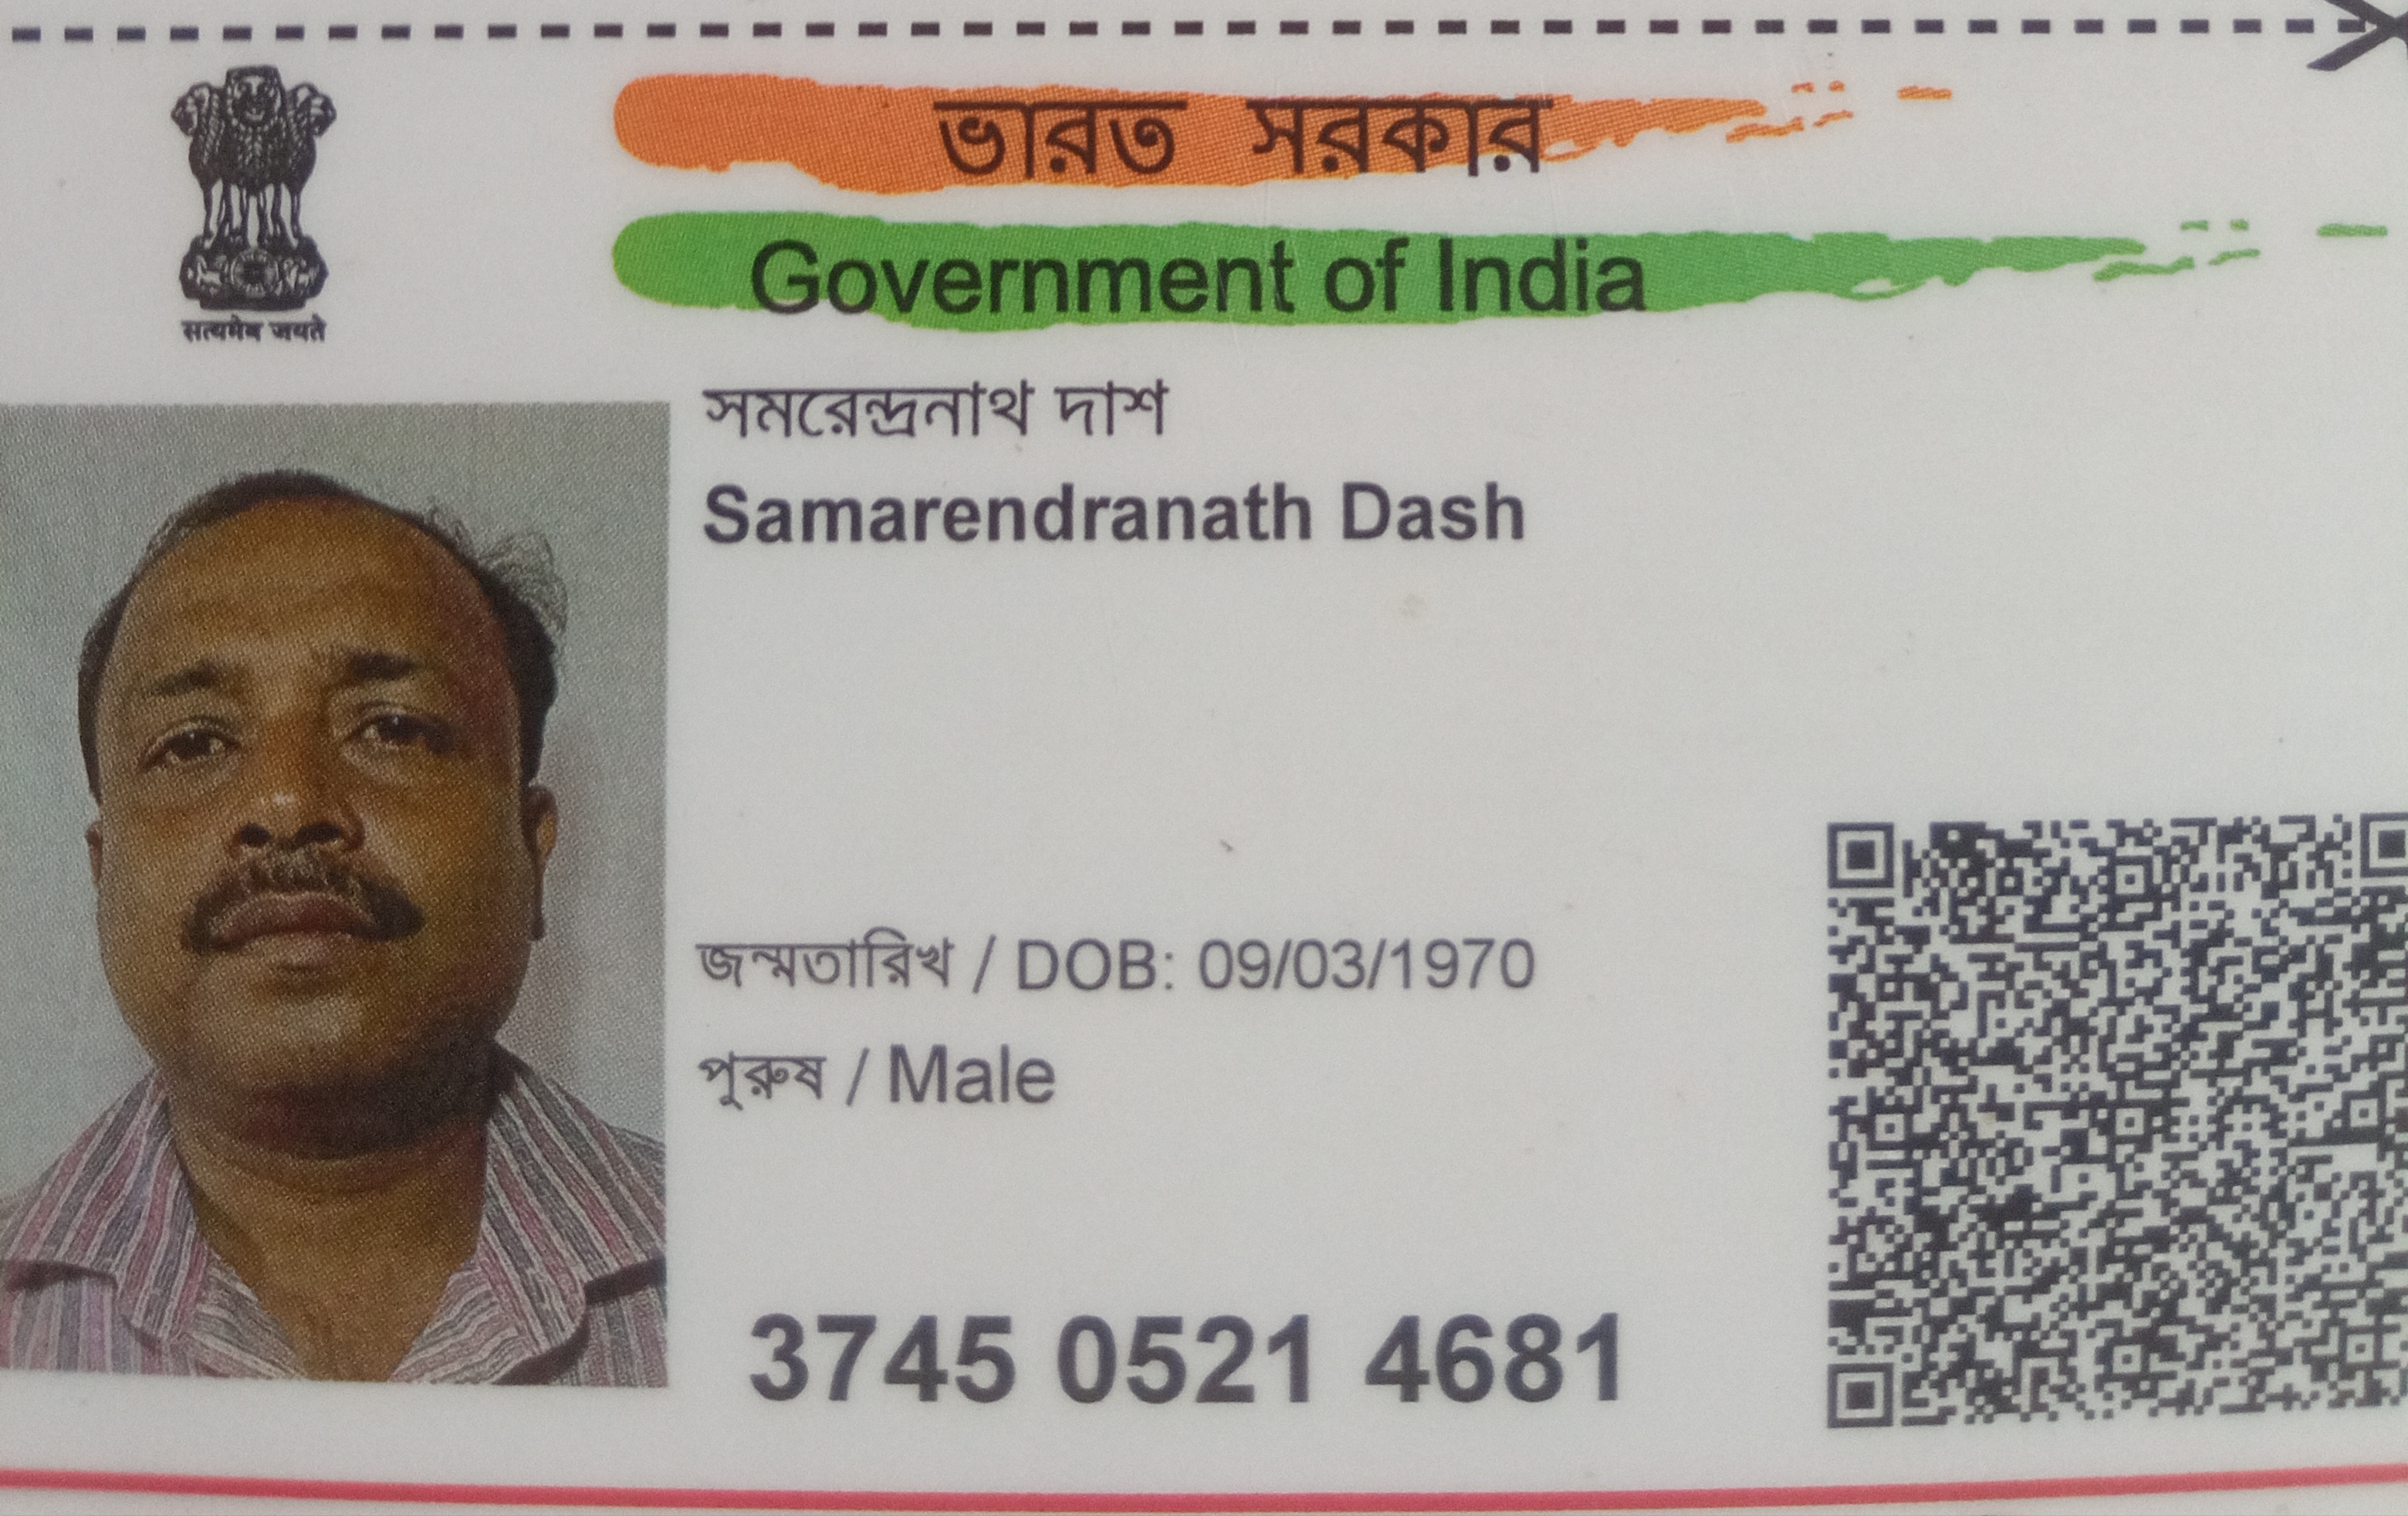 ভারত সরকার
Government of India
सत्यमेव जयते
সমরেন্দ্রনাথ দাশ
Samarendranath Dash
জন্মতারিখ / DOB: 09/03/1970
পুরুষ / Male
3745 0521 4681